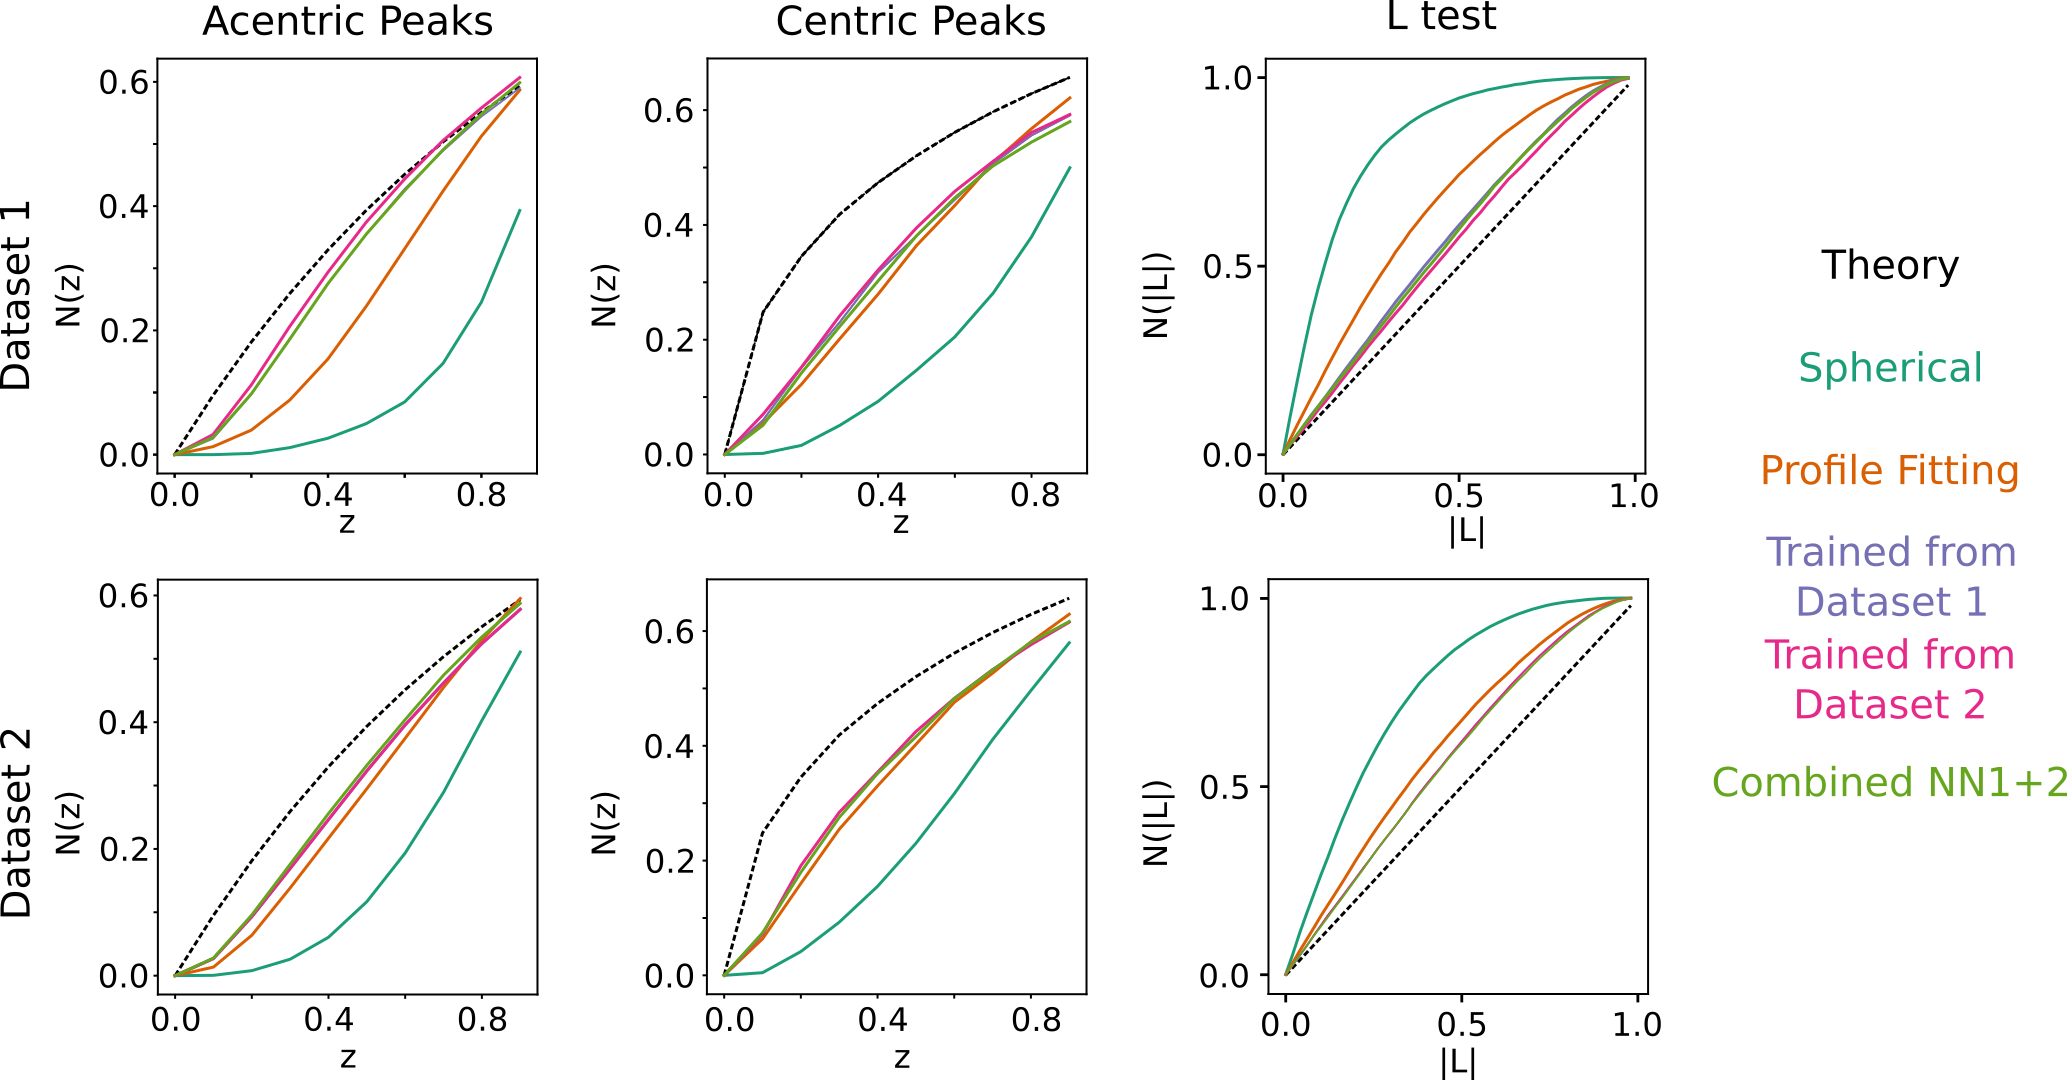 Acentric Peaks
Centric Peaks
L test
Dataset 1
N(z)
0.6
0.4
0.2
0.0
0.0 0.4 0.8
z
N(z)
0.6
0.4
0.2
0.0
0.0 0.4 0.8
z
N(|L|)
1.0
0.5
0.0
0.0 0.5 1.0
|L|
Dataset 2
N(z)
0.6
0.4
0.2
0.0
0.0 0.4 0.8
z
N(z)
0.6
0.4
0.2
0.0
0.0 0.4 0.8
z
N(|L|)
1.0
0.5
0.0
0.0 0.5 1.0
|L|
Theory
Spherical
Profile Fitting
Trained from
Dataset 1
Trained from
Dataset 2
Combined NN1+2